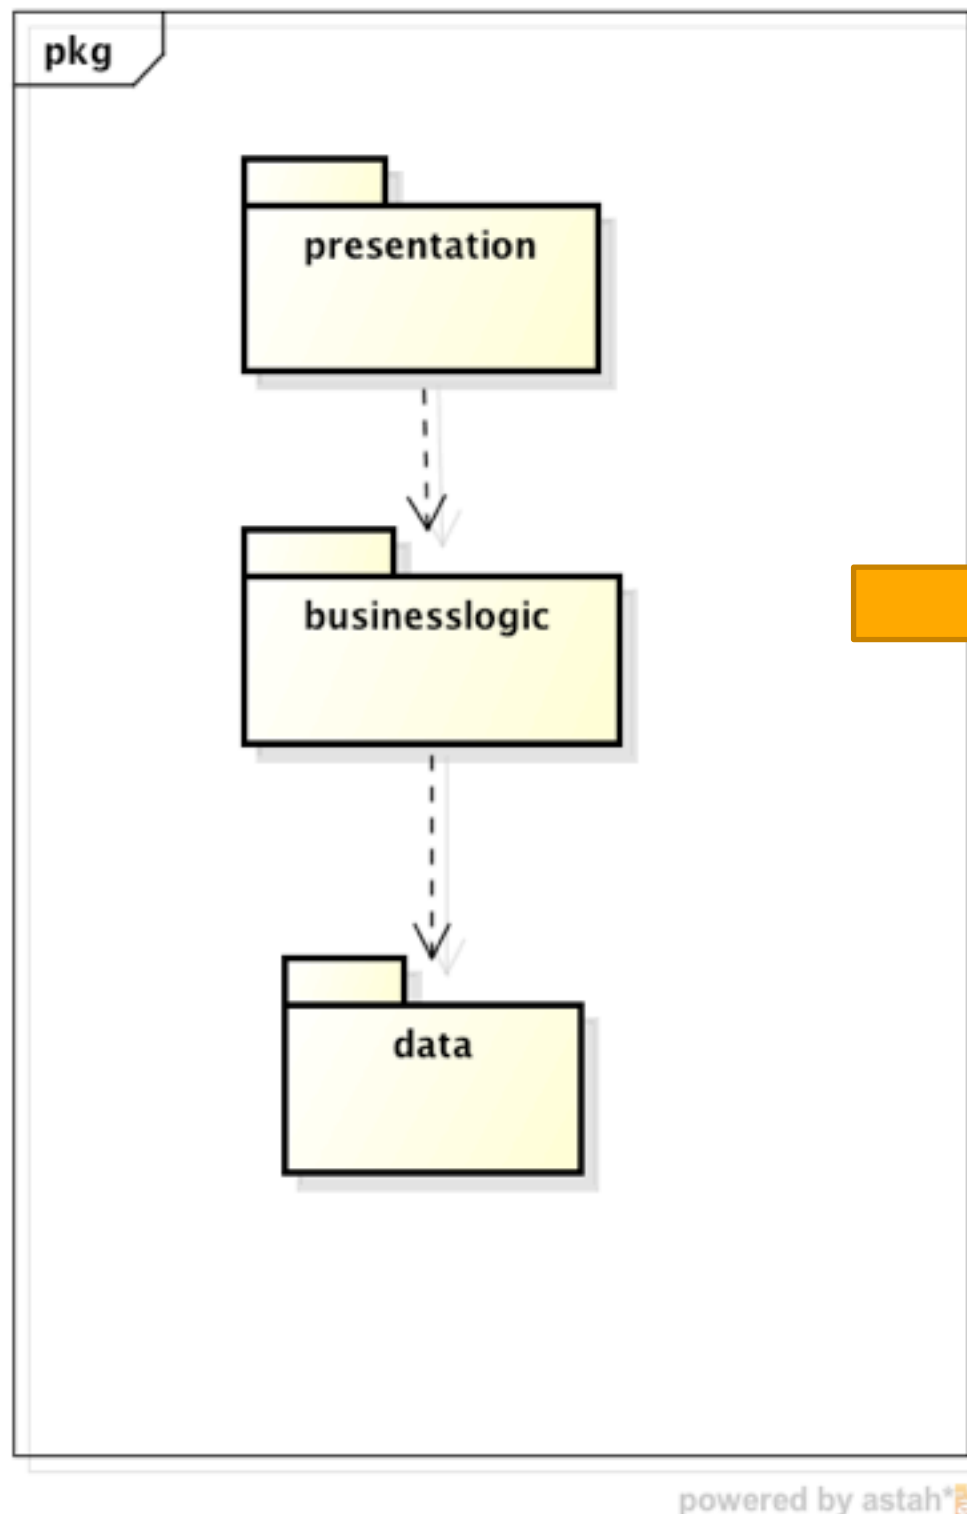 pkg
presentation
businesslogic
data
powered by astah*